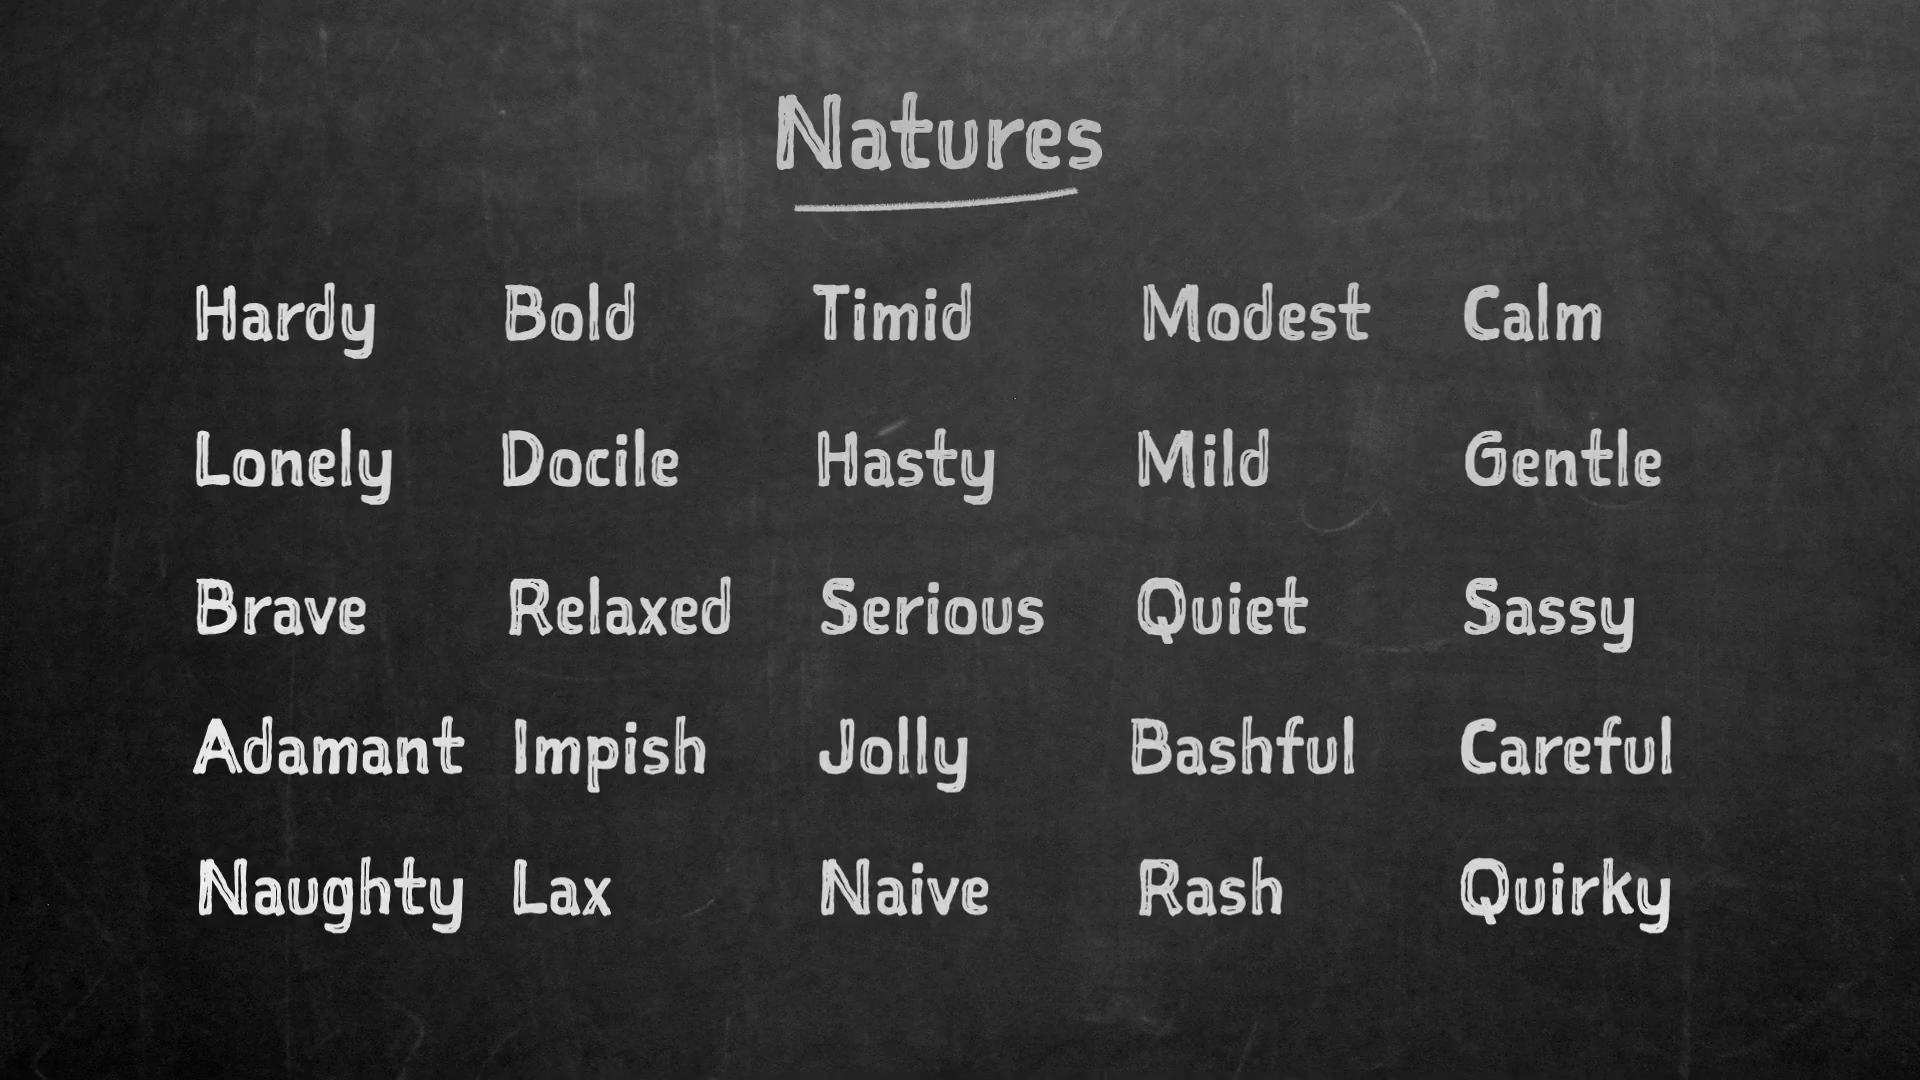 Natures
Hardy Bold Timid Modest Calm
Lonely Docile Hasty Mild Gentle
Brave Relaxed Serious Quiet Sassy
Adamant Impish Jolly Bashful Careful
Naughty Lax Naive Rash Quirky